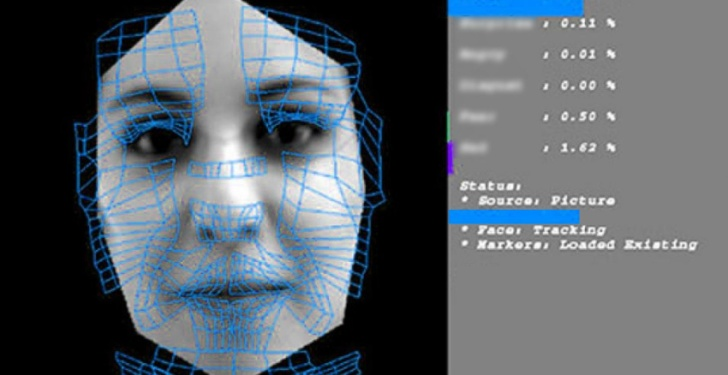 : 0.11 %
: 0.01 %
: 0.00 %
: 0.50 %
: 1.62 %
Status:
* Source: Picture
* Face: Tracking
* Markers: Loaded Existing